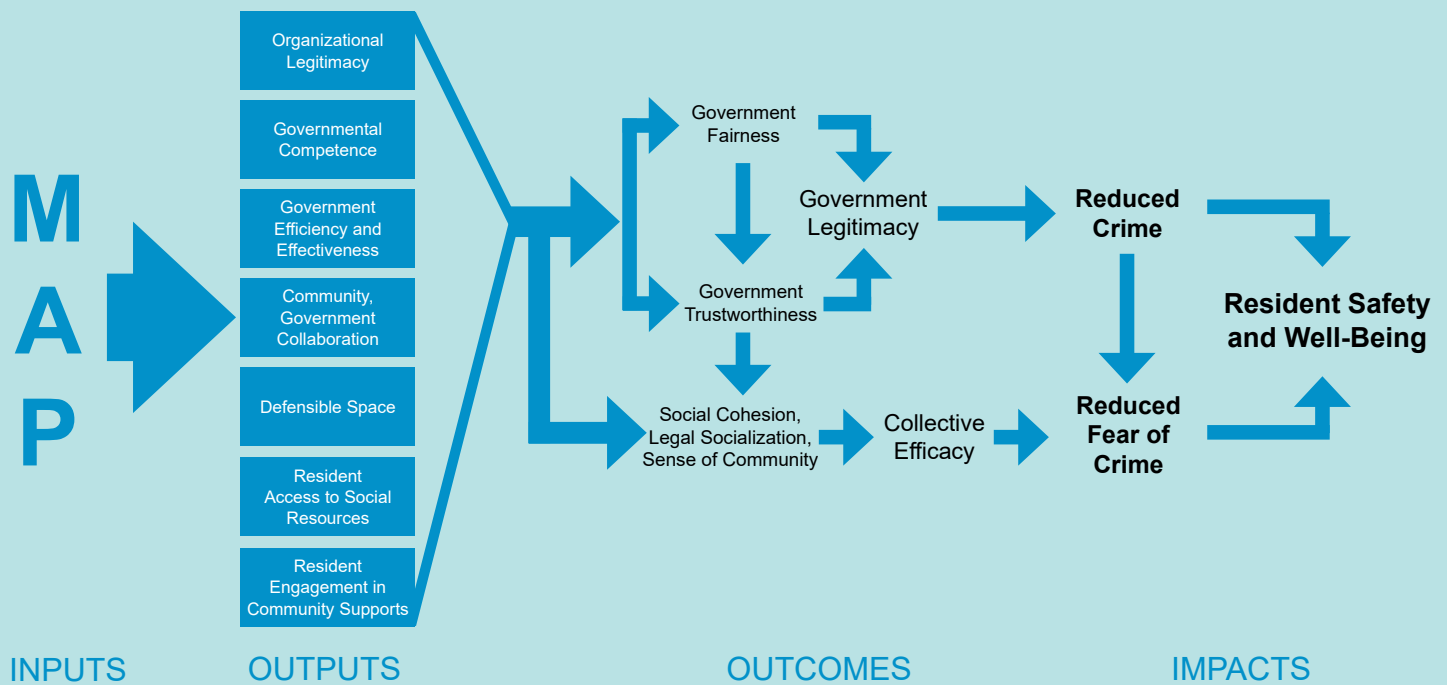 M
A
P
Organizational
Legitimacy
Governmental
Competence
Government
Efficiency and
Effectiveness
Community,
Government
Collaboration
Defensible Space
Resident
Access to Social
Resources
Resident
Engagement in
Community Supports
Government
Fairness
Government
Legitimacy
Government
Trustworthiness
Social Cohesion,
Legal Socialization,
Sense of Community
Collective
Efficacy
Reduced
Crime
Reduced
Fear of
Crime
Resident Safety
and Well-Being
INPUTS
OUTPUTS
OUTCOMES
IMPACTS